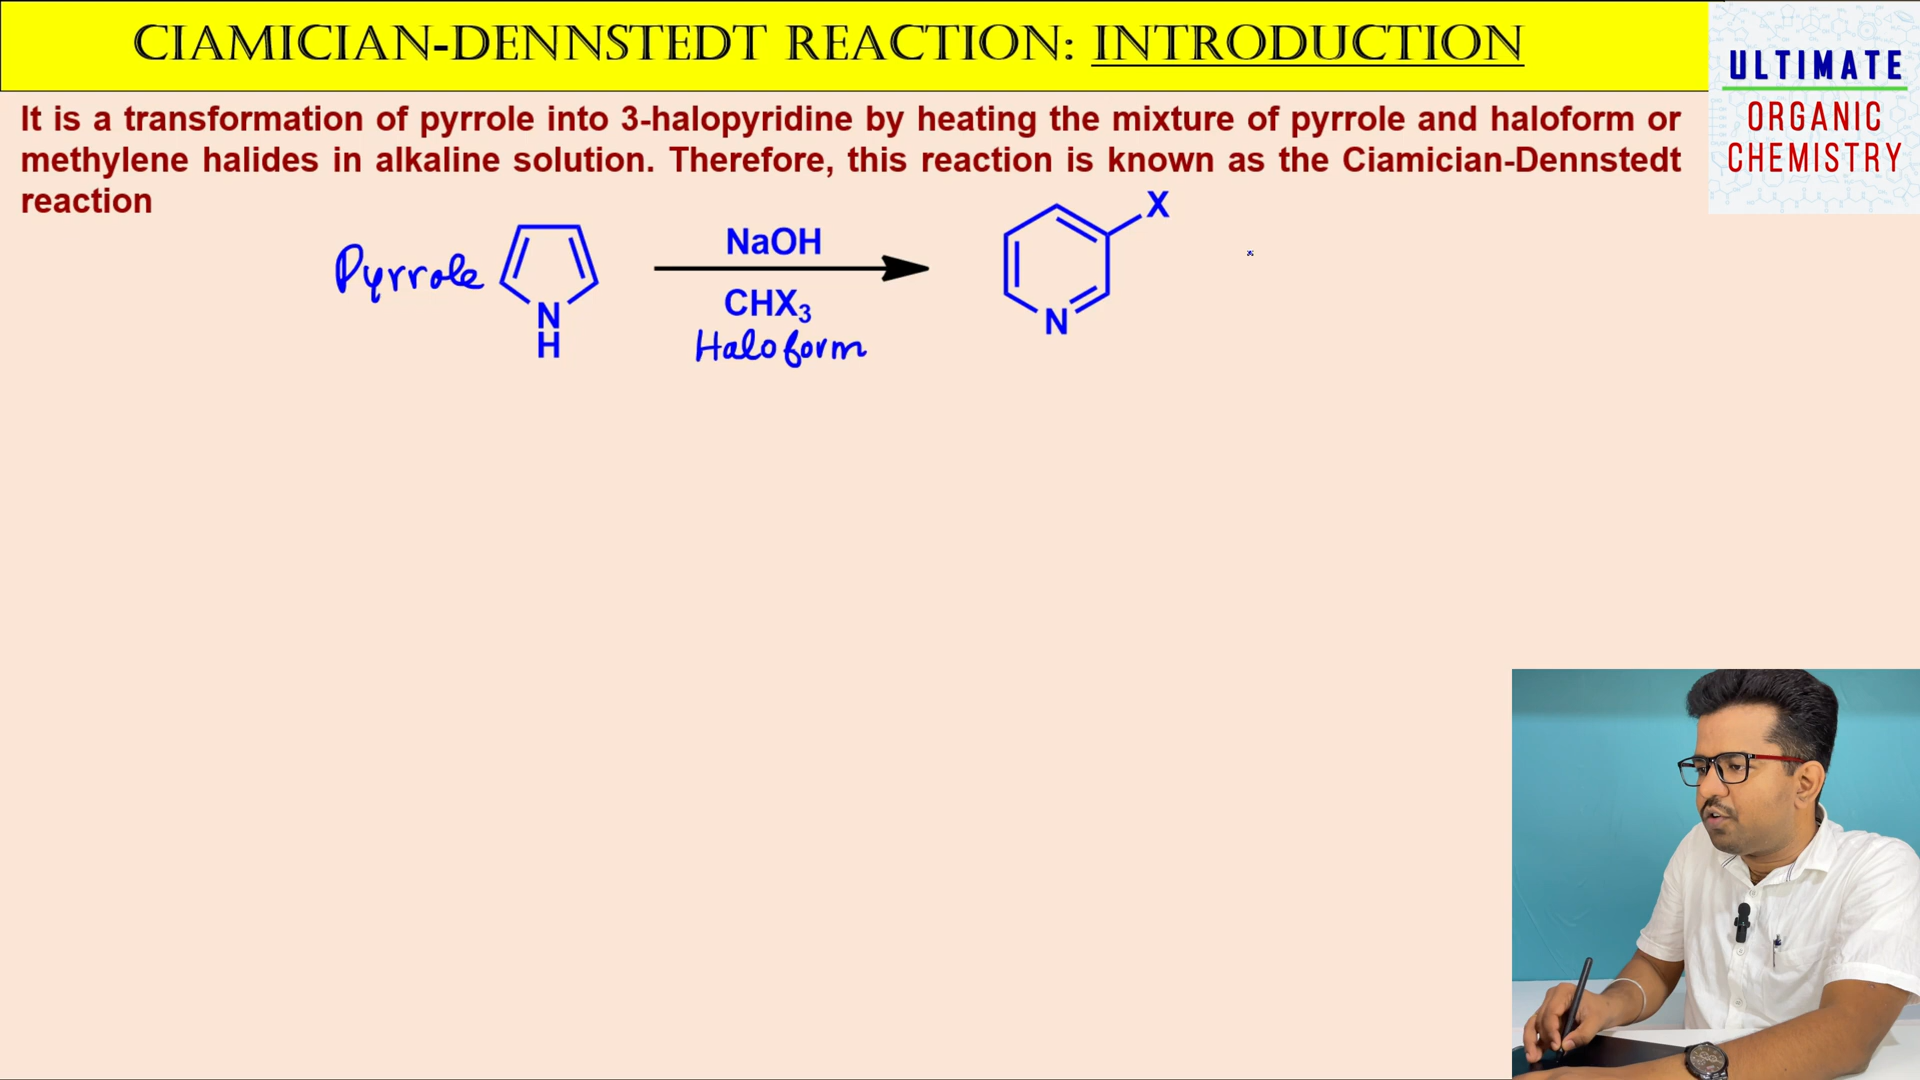 CIAMICIAN-DENNSTEDT REACTION: INTRODUCTION
ULTIMATE
ORGANIC
CHEMISTRY
It is a transformation of pyrrole into 3-halopyridine by heating the mixture of pyrrole and haloform or
methylene halides in alkaline solution. Therefore, this reaction is known as the Ciamician-Dennstedt
reaction
X
NaOH
Pyrrole
CHX3
N
H
N
Haloform